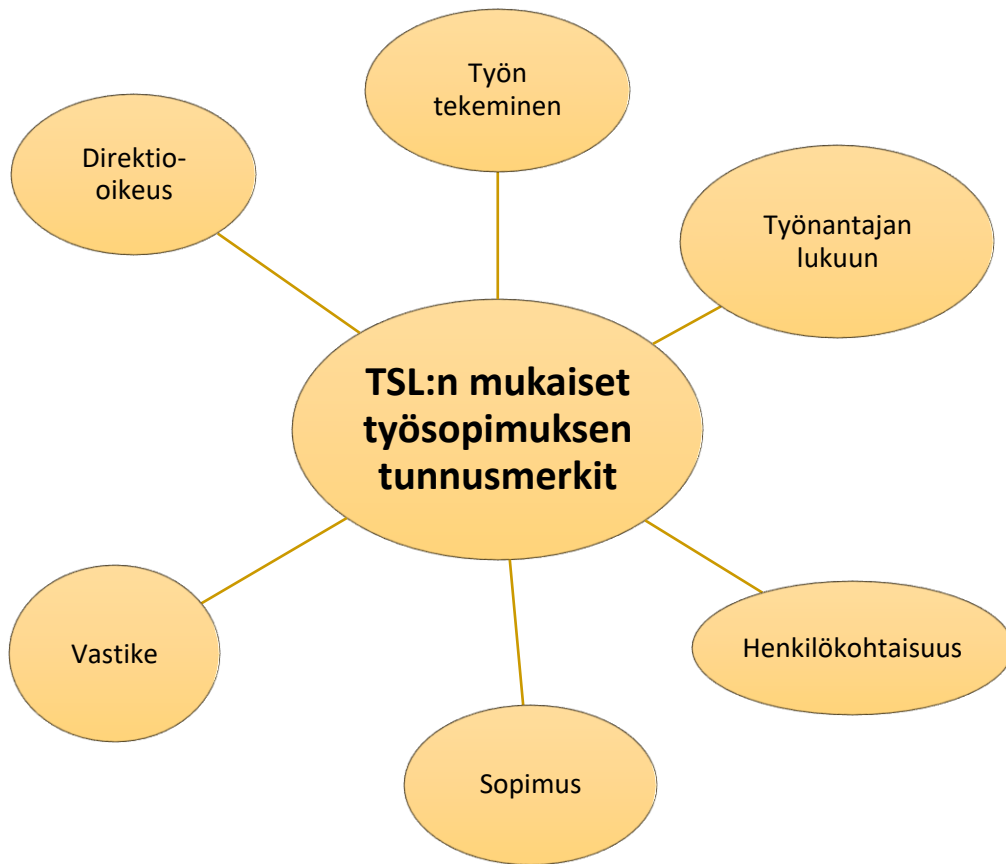 Työn
tekeminen
Direktio-
oikeus
Työnantajan
lukuun
TSL:n mukaiset
työsopimuksen
tunnusmerkit
Vastike
Henkilökohtaisuus
Sopimus